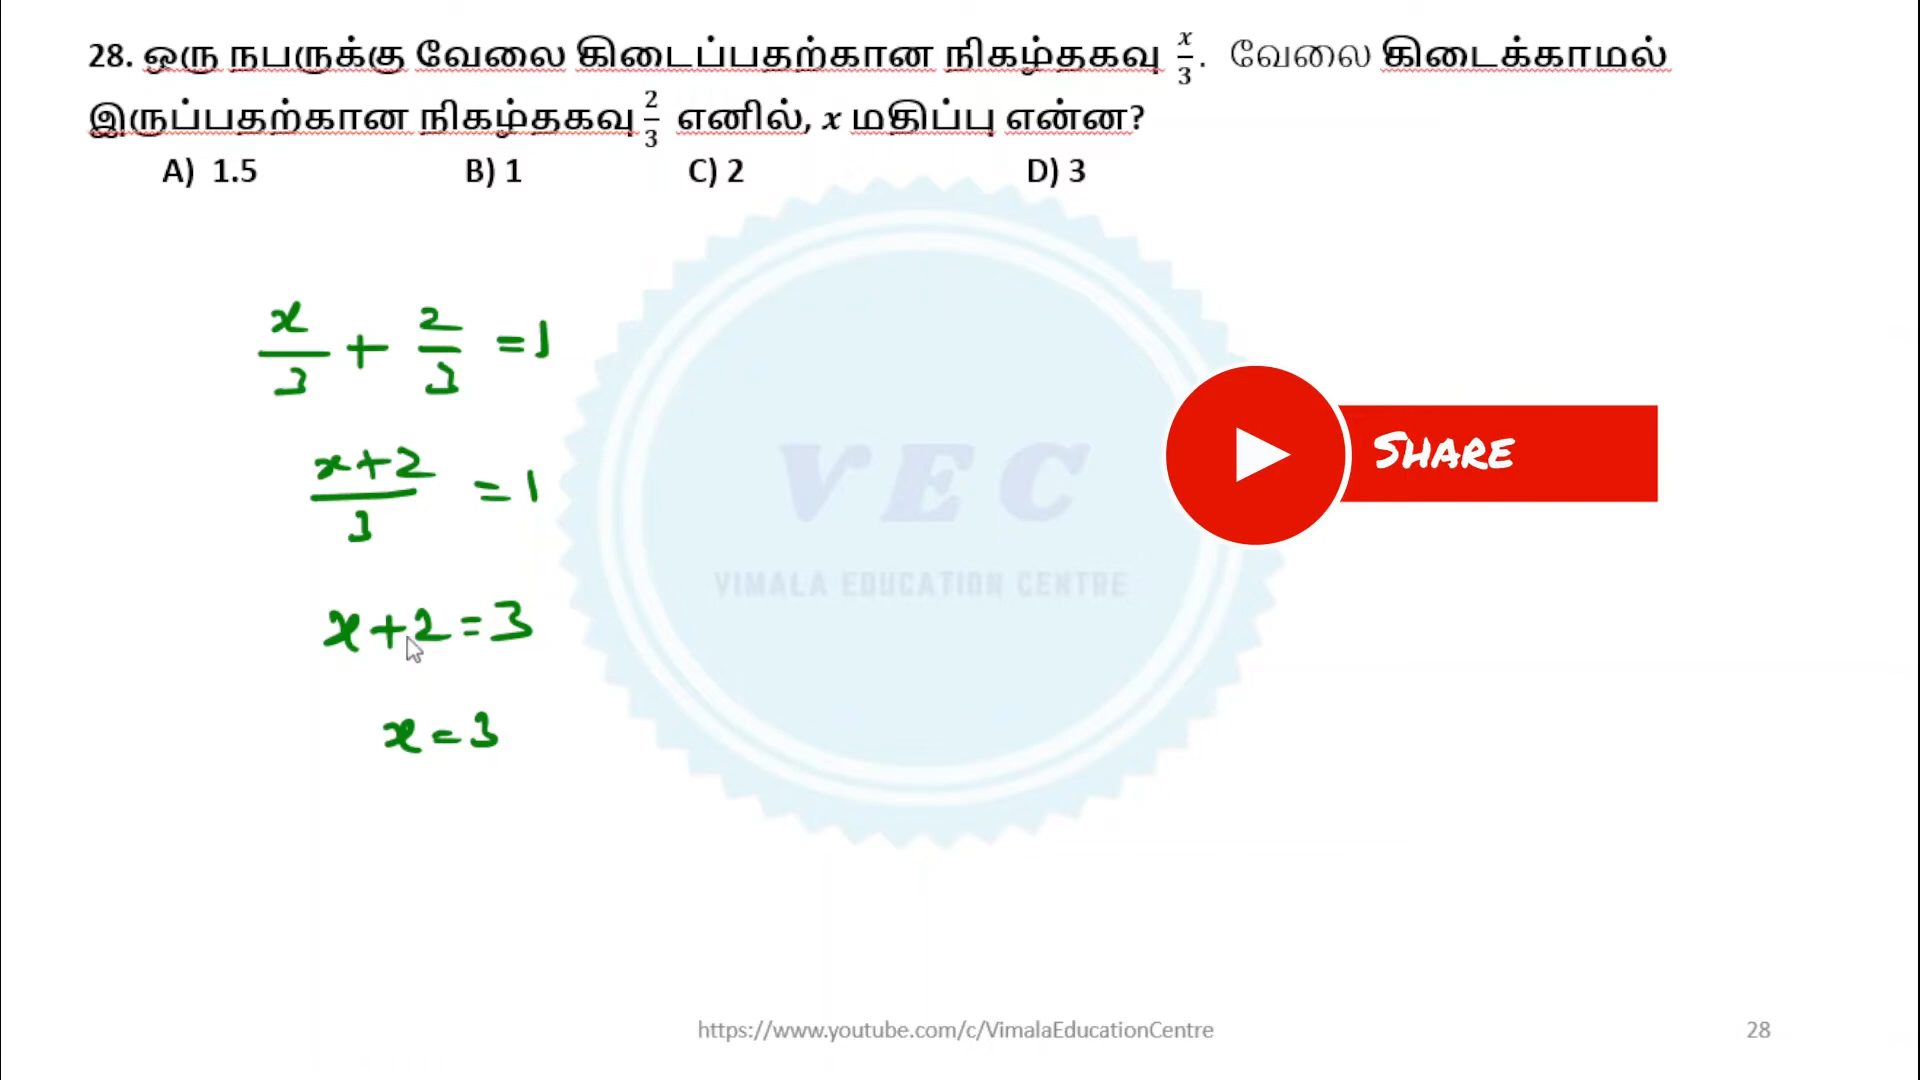 28. ஒரு நபருக்கு வேலை கிடைப்பதற்கான நிகழ்தகவு x/3. வேலை கிடைக்காமல்
இருப்பதற்கான நிகழ்தகவு 2/3 எனில், x மதிப்பு என்ன?
A) 1.5 B) 1 C) 2 D) 3
x/3 + 2/3 = 1
x+2/3 = 1
x+2=3
x=3
VEC
VIMALA EDUCATION CENTRE
SHARE
https://www.youtube.com/c/VimalaEducationCentre 28